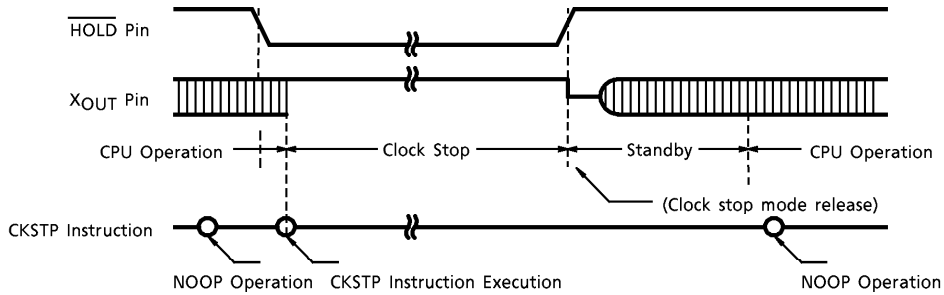 HOLD Pin
XOUT Pin
CPU Operation
Clock Stop
Standby
CPU Operation
(Clock stop mode release)
CKSTP Instruction
NOOP Operation
CKSTP Instruction Execution
NOOP Operation